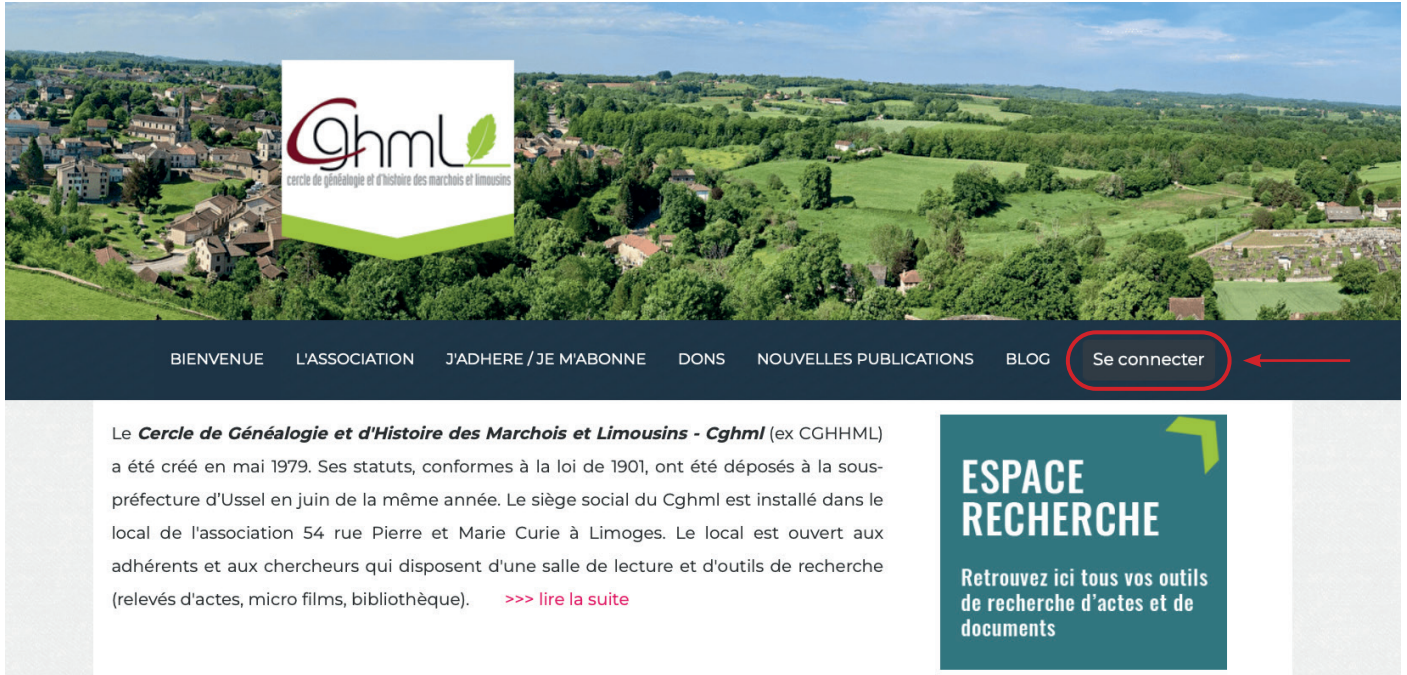 Cghml
cercle de généalogie et d'histoire des marchois et limousins
BIENVENUE L'ASSOCIATION J'ADHERE / JE M'ABONNE DONS NOUVELLES PUBLICATIONS BLOG Se connecter
Le Cercle de Généalogie et d'Histoire des Marchois et Limousins - Cghml (ex CGHHML)
a été créé en mai 1979. Ses statuts, conformes à la loi de 1901, ont été déposés à la sous-
préfecture d’Ussel en juin de la même année. Le siège social du Cghml est installé dans le
local de l'association 54 rue Pierre et Marie Curie à Limoges. Le local est ouvert aux
adhérents et aux chercheurs qui disposent d'une salle de lecture et d'outils de recherche
(relevés d'actes, micro films, bibliothèque). >>> lire la suite
ESPACE
RECHERCHE
Retrouvez ici tous vos outils
de recherche d’actes et de
documents